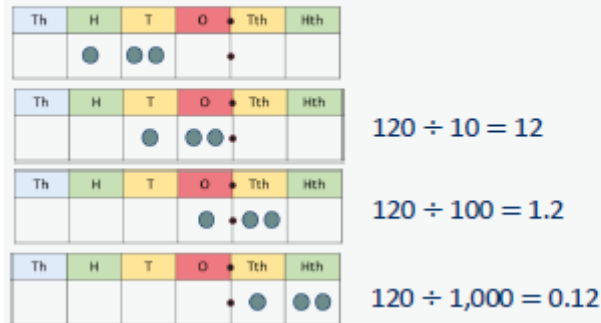 Th H T O Tth Hth
Th H T O Tth Hth
120 ÷ 10 = 12
Th H T O Tth Hth
120 ÷ 100 = 1.2
Th H T O Tth Hth
120 ÷ 1,000 = 0.12